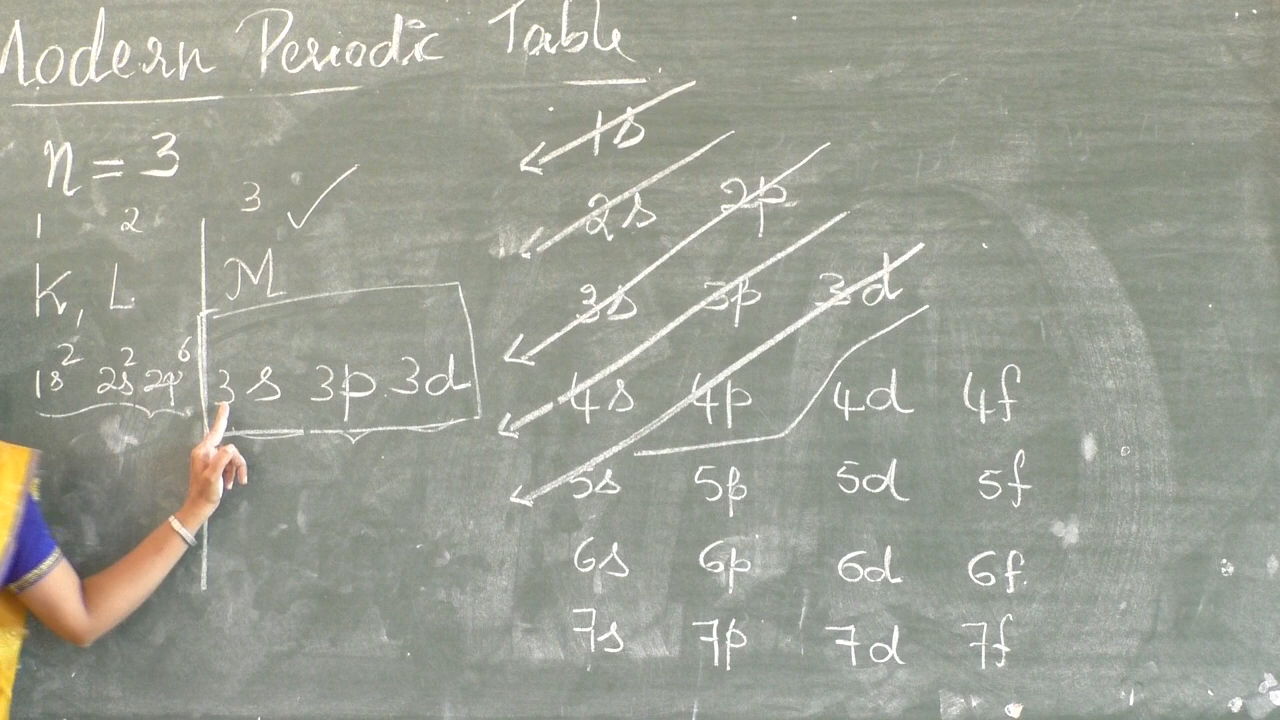 Modern Periodic Table
n = 3
1 2 3 ✓
K, L M
1s² 2s² 2p⁶ 3s 3p 3d
1s
2s 2p
3s 3p 3d
4s 4p 4d 4f
5s 5p 5d 5f
6s 6p 6d 6f
7s 7p 7d 7f